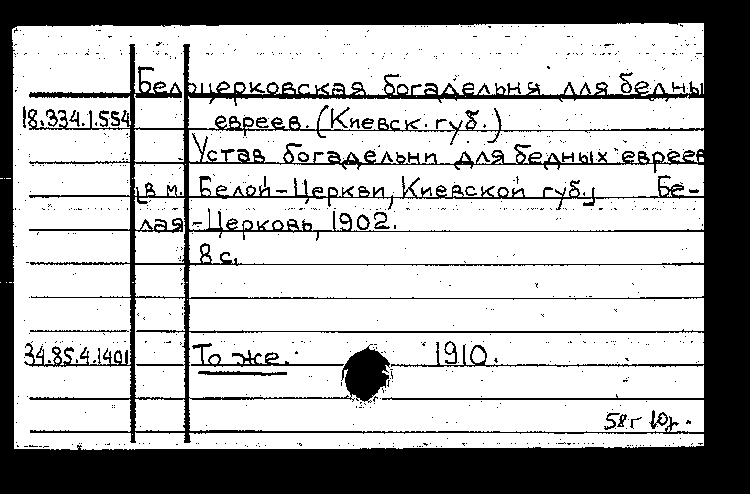 Белоцерковская богадельня для бедны
18.334.1.554 евреев. (Киевск. губ.)
Устав богадельни для бедных евреев
[в м. Белой-Церкви, Киевской губ.] Бе-
лая-Церковь, 1902.
8 с.
34.85.4.1401 То же. 1910.
58г